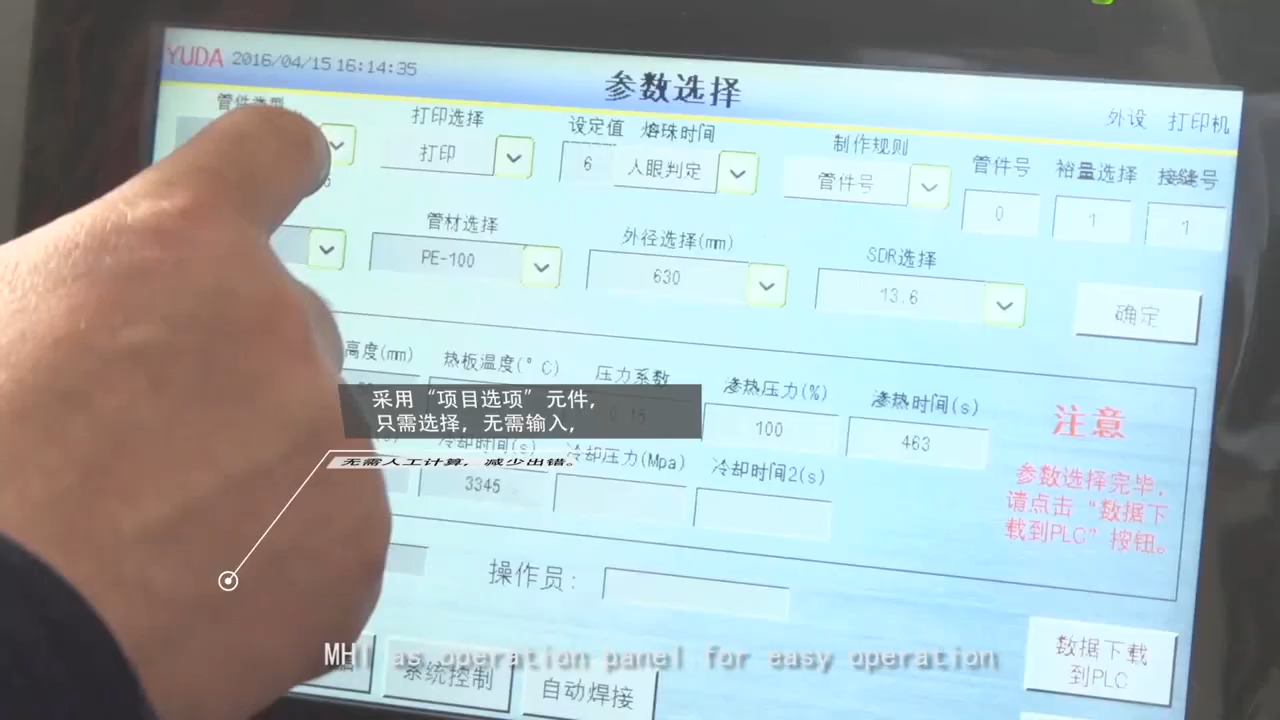 YUDA 2016/04/15 16:14:35
参数选择
外设 打印机
管件类型 打印选择 设定值 熔珠时间 制作规则 管件号 裕量选择 接缝号
打印 6 人眼判定 管件号 0 1 1
管材选择 外径选择(mm) SDR选择
PE-100 630 13.6 确定
高度(mm) 热板温度(°C) 压力系数 渗热压力(%) 渗热时间(s)
0.15 100 463
注意
采用“项目选项”元件，
只需选择，无需输入，
无需人工计算，减少出错。
冷却时间(s) 冷却压力(Mpa) 冷却时间2(s)
3345
参数选择完毕，
请点击“数据下
载到PLC”按钮。
操作员：
MHI as operation panel for easy operation
系统控制 自动焊接
数据下载
到PLC